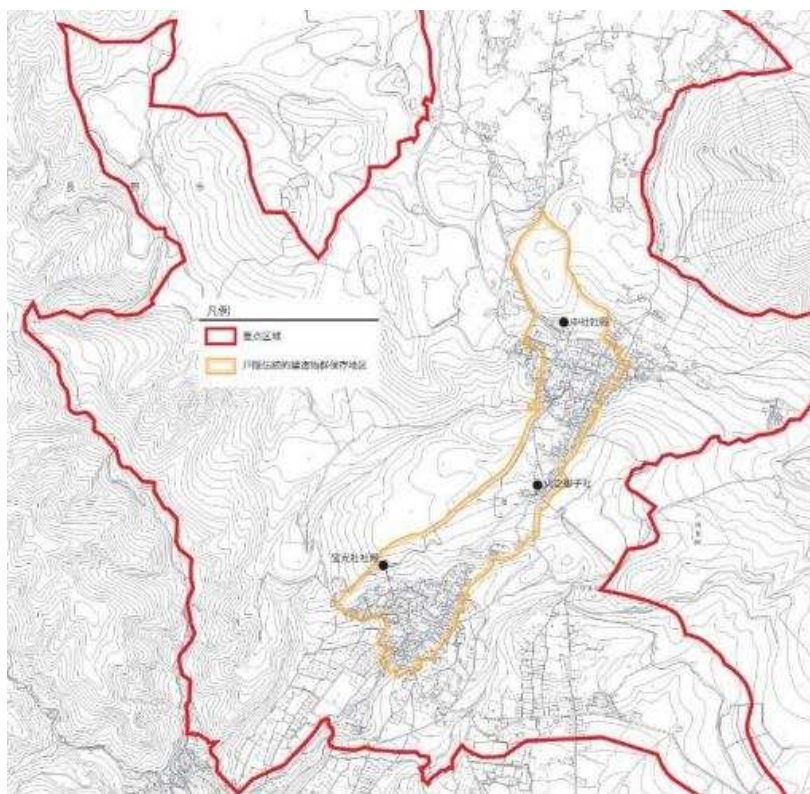 中社社殿
凡例
重点区域
戸隠伝統的建造物群保存地区
火之御子社
宝光社社殿